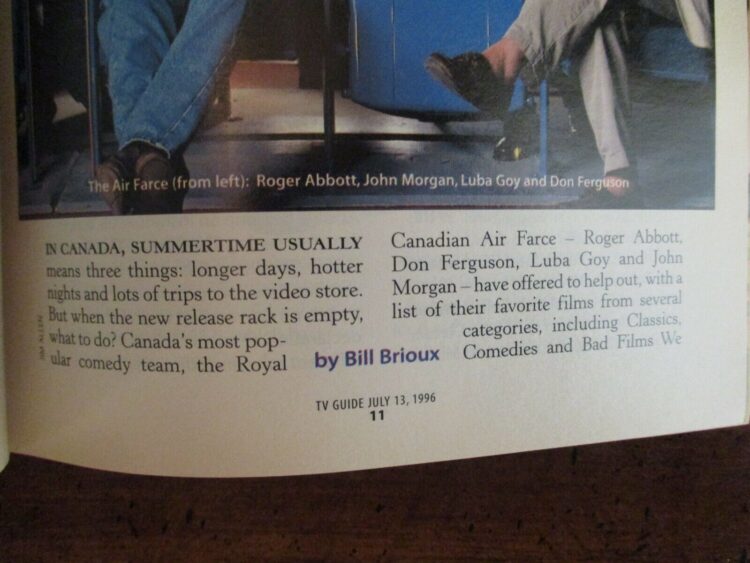 The Air Farce (from left): Roger Abbott, John Morgan, Luba Goy and Don Ferguson
IN CANADA, SUMMERTIME USUALLY
means three things: longer days, hotter
nights and lots of trips to the video store.
But when the new release rack is empty,
what to do? Canada's most pop-
ular comedy team, the Royal
Canadian Air Farce – Roger Abbott,
Don Ferguson, Luba Goy and John
Morgan – have offered to help out, with a
list of their favorite films from several
categories, including Classics,
Comedies and Bad Films We
by Bill Brioux
JIM ALLEN
TV GUIDE JULY 13, 1996
11